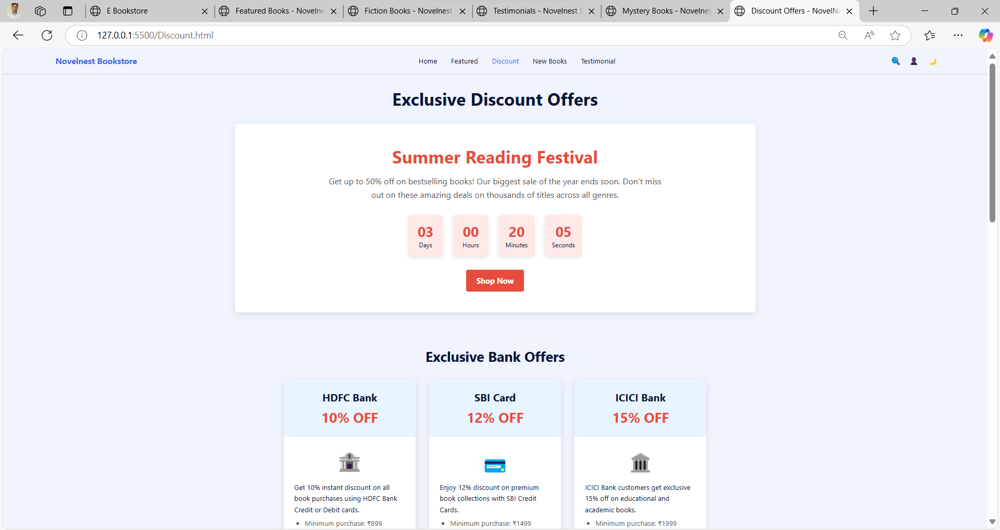 E Bookstore
Featured Books - Novelne
Fiction Books - Novelnest
Testimonials - Novelnest E
Mystery Books - Novelnes
Discount Offers - NovelNe
127.0.0.1:5500/Discount.html
Novelnest Bookstore
Home
Featured
Discount
New Books
Testimonial
Exclusive Discount Offers
Summer Reading Festival
Get up to 50% off on bestselling books! Our biggest sale of the year ends soon. Don't miss
out on these amazing deals on thousands of titles across all genres.
03
Days
00
Hours
20
Minutes
05
Seconds
Shop Now
Exclusive Bank Offers
HDFC Bank
10% OFF
Get 10% instant discount on all
book purchases using HDFC Bank
Credit or Debit cards.
• Minimum purchase: ₹899
SBI Card
12% OFF
Enjoy 12% discount on premium
book collections with SBI Credit
Cards.
• Minimum purchase: ₹1499
ICICI Bank
15% OFF
ICICI Bank customers get exclusive
15% off on educational and
academic books.
• Minimum purchase: ₹1999